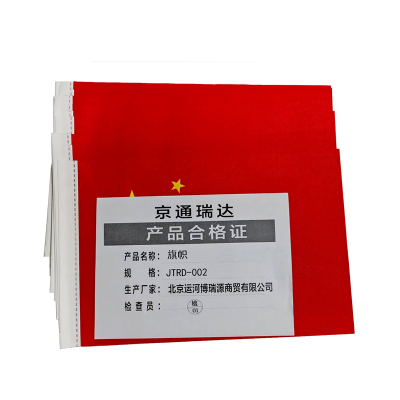 京通瑞达
产品合格证
产品名称：旗帜
规　　格：JTRD-002
生产厂家：北京运河博瑞源商贸有限公司
检 查 员：